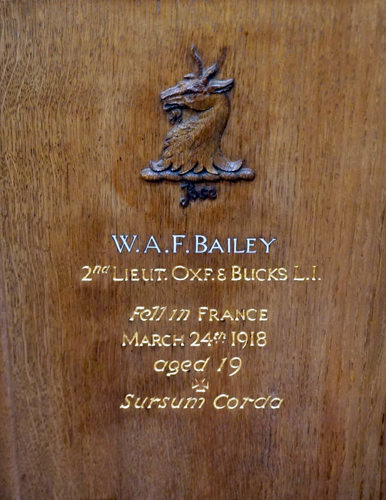 W.A.F. BAILEY
2nd LIEUT. OXF. & BUCKS L.I.
Fell in FRANCE
MARCH 24th 1918
aged 19
Sursum Corda